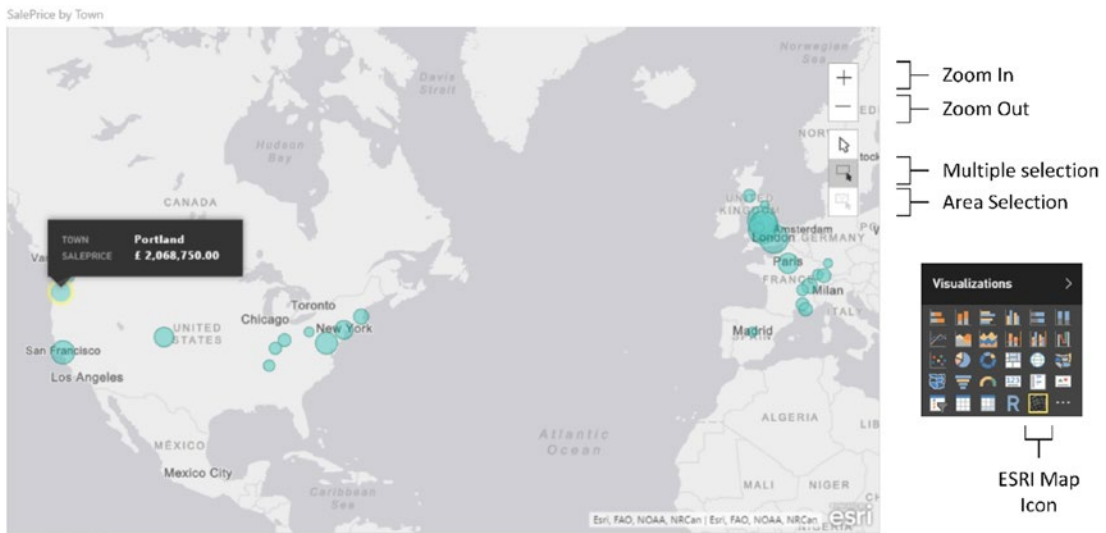 SalePrice by Town
Norwegian
Sea
Davis
Strait
Hudson
Bay
CANADA
TOWN Portland
SALEPRICE £ 2,068,750.00
Toronto
Chicago
New York
UNITED
STATES
San Francisco
Los Angeles
MÉXICO
Mexico City
Caribbean
Sea
Atlantic
Ocean
UNITED
KINGDOM
Amsterdam
London
GERMANY
Paris
FRANCE
Milan
ITALY
Madrid
ALGERIA
MALI
NIGER
Esri, FAO, NOAA, NRCan | Esri, FAO, NOAA, NRCan
esri
Zoom In
Zoom Out
Multiple selection
Area Selection
Visualizations
123
R
ESRI Map
Icon